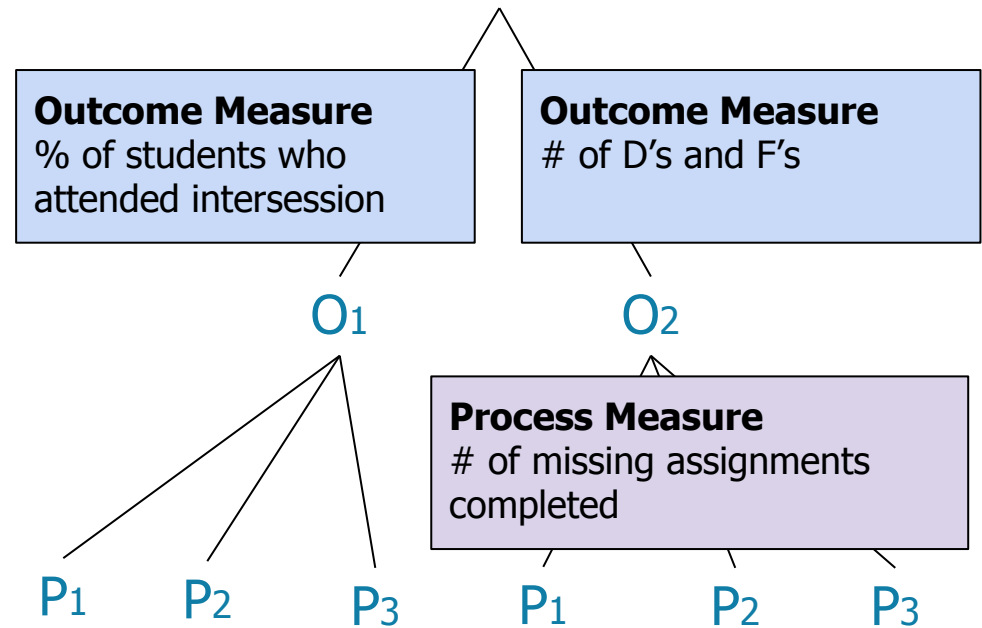 Outcome Measure
% of students who
attended intersession
Outcome Measure
# of D's and F's
O1
O2
Process Measure
# of missing assignments
completed
P1 P2 P3 P1 P2 P3